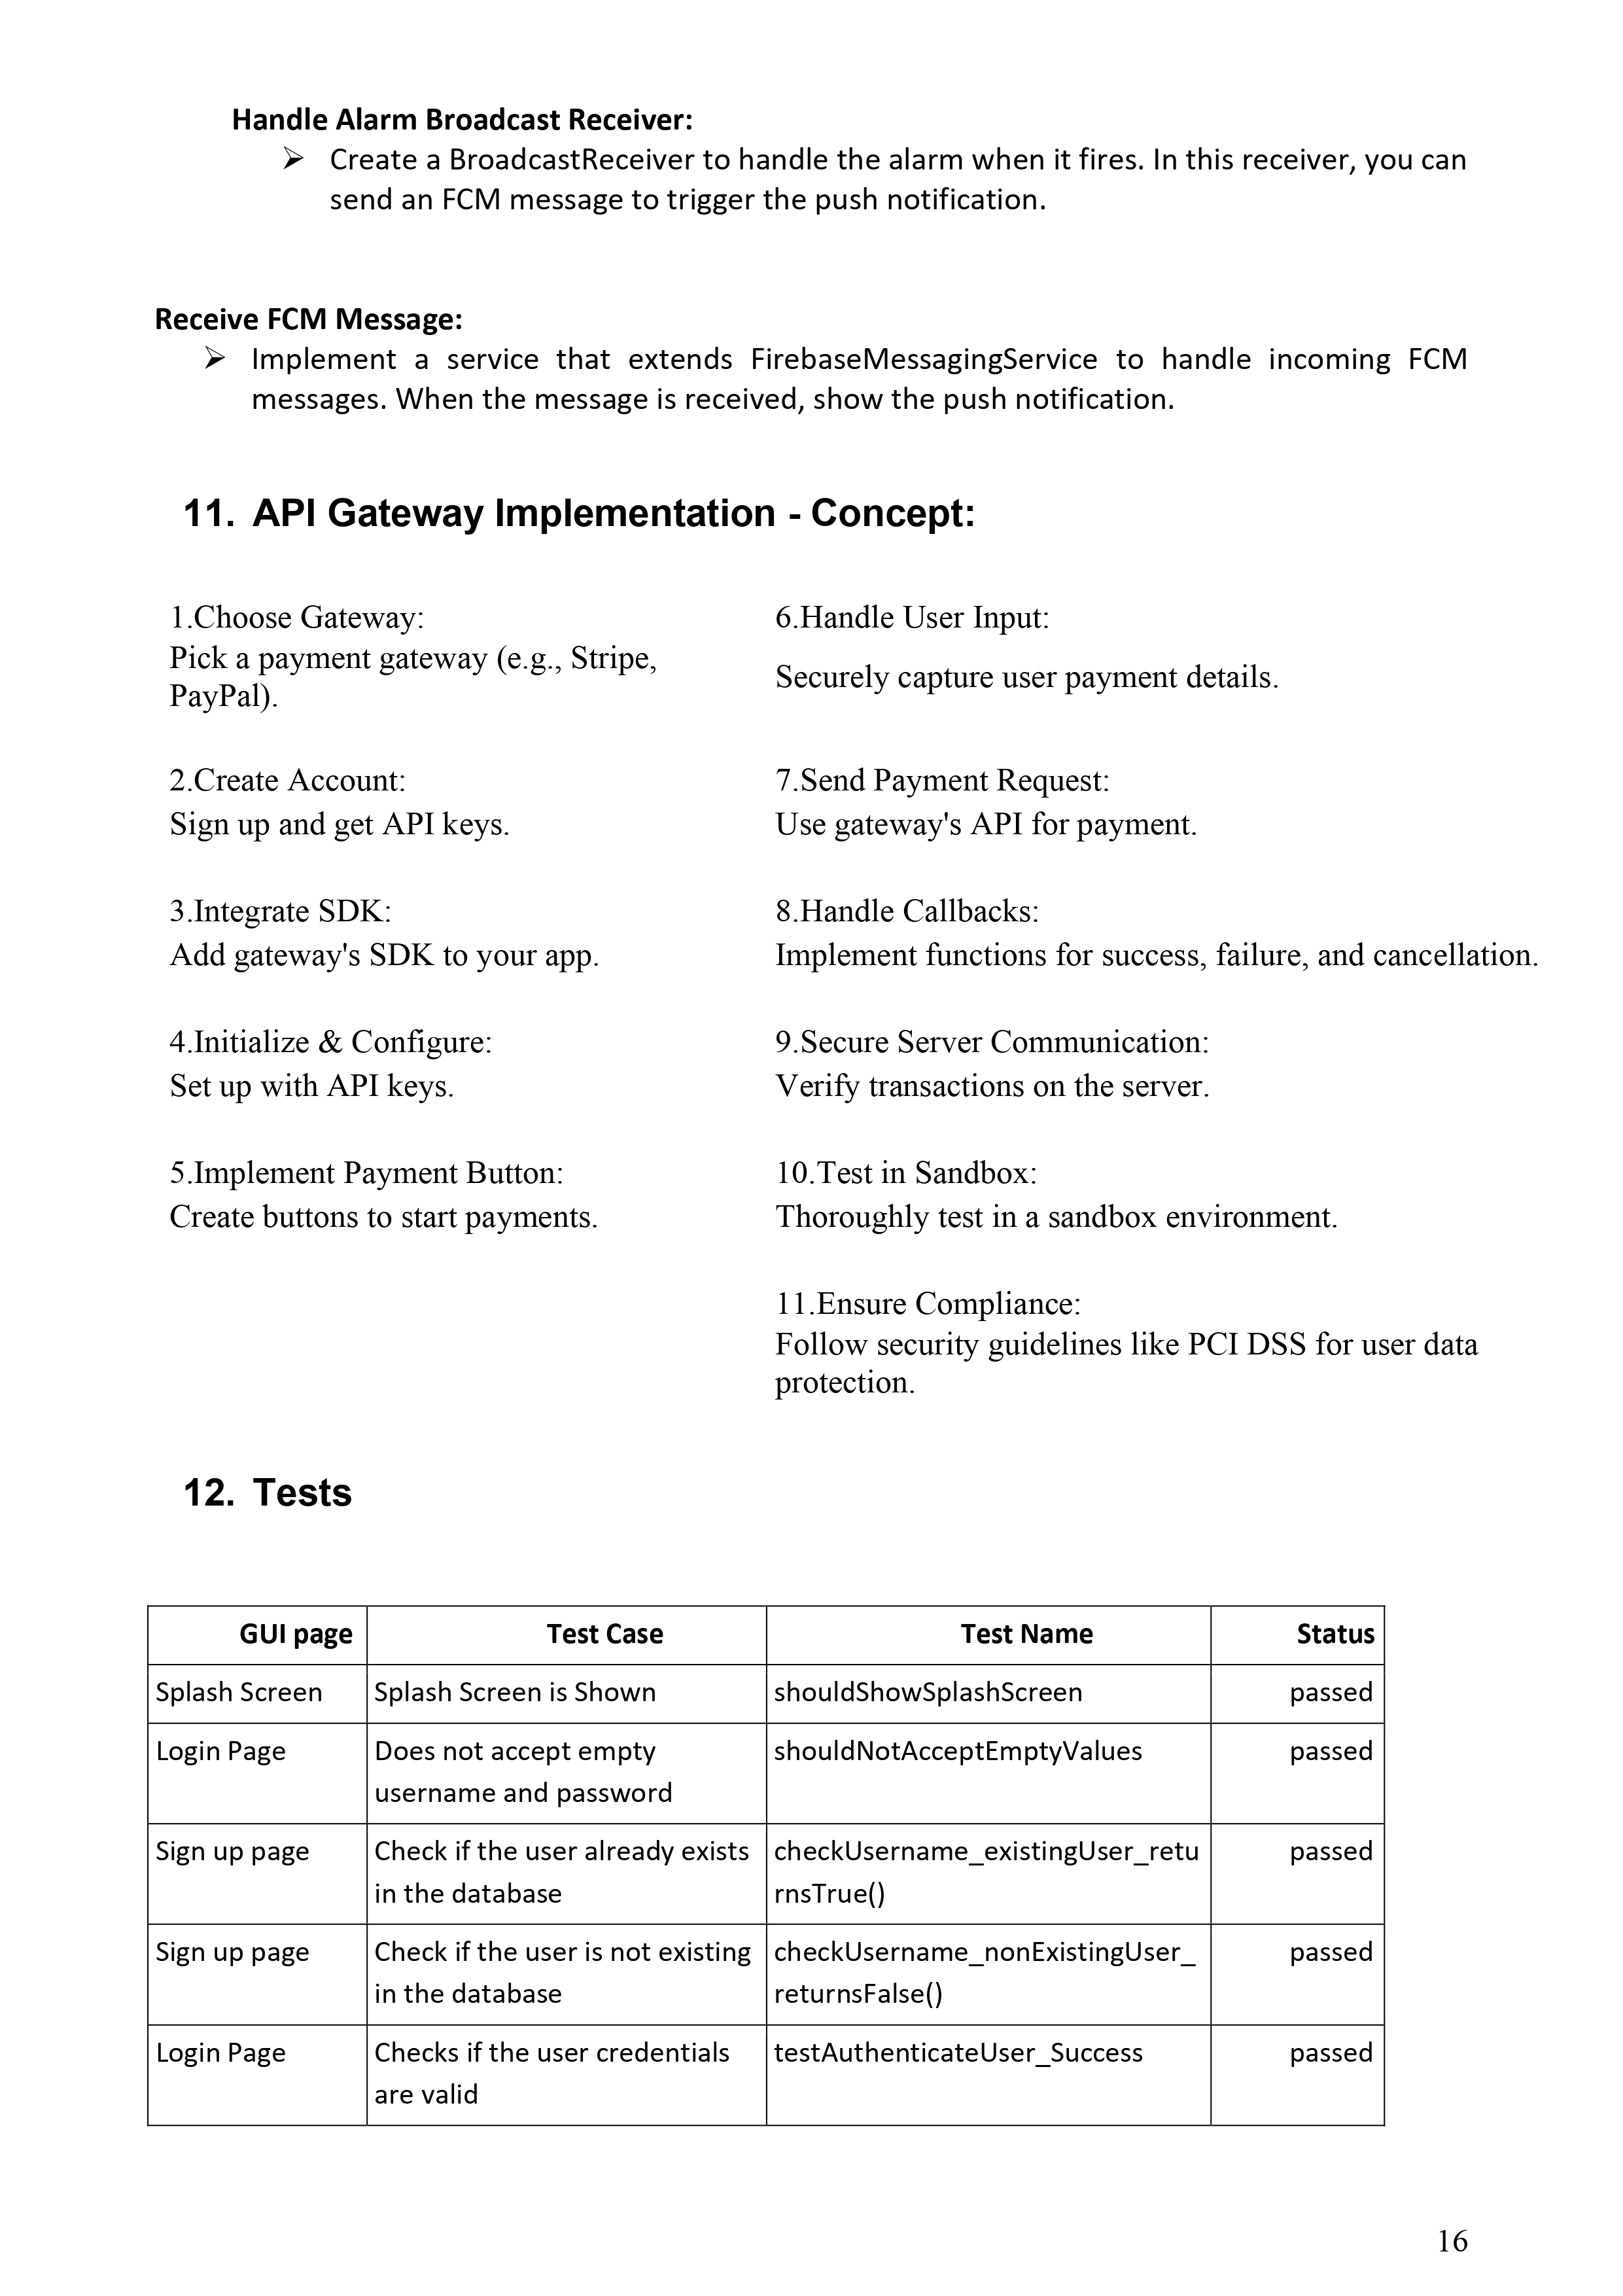 Handle Alarm Broadcast Receiver:
➢ Create a BroadcastReceiver to handle the alarm when it fires. In this receiver, you can
send an FCM message to trigger the push notification.
Receive FCM Message:
➢ Implement a service that extends FirebaseMessagingService to handle incoming FCM
messages. When the message is received, show the push notification.
11. API Gateway Implementation - Concept:
1.Choose Gateway:
Pick a payment gateway (e.g., Stripe,
PayPal).
2.Create Account:
Sign up and get API keys.
3.Integrate SDK:
Add gateway's SDK to your app.
4.Initialize & Configure:
Set up with API keys.
5.Implement Payment Button:
Create buttons to start payments.
6.Handle User Input:
Securely capture user payment details.
7.Send Payment Request:
Use gateway's API for payment.
8.Handle Callbacks:
Implement functions for success, failure, and cancellation.
9.Secure Server Communication:
Verify transactions on the server.
10.Test in Sandbox:
Thoroughly test in a sandbox environment.
11.Ensure Compliance:
Follow security guidelines like PCI DSS for user data
protection.
12. Tests
GUI page Test Case Test Name Status
Splash Screen Splash Screen is Shown shouldShowSplashScreen passed
Login Page Does not accept empty shouldNotAcceptEmptyValues passed
username and password
Sign up page Check if the user already exists checkUsername_existingUser_retu passed
in the database rnsTrue()
Sign up page Check if the user is not existing checkUsername_nonExistingUser_ passed
in the database returnsFalse()
Login Page Checks if the user credentials testAuthenticateUser_Success passed
are valid
16